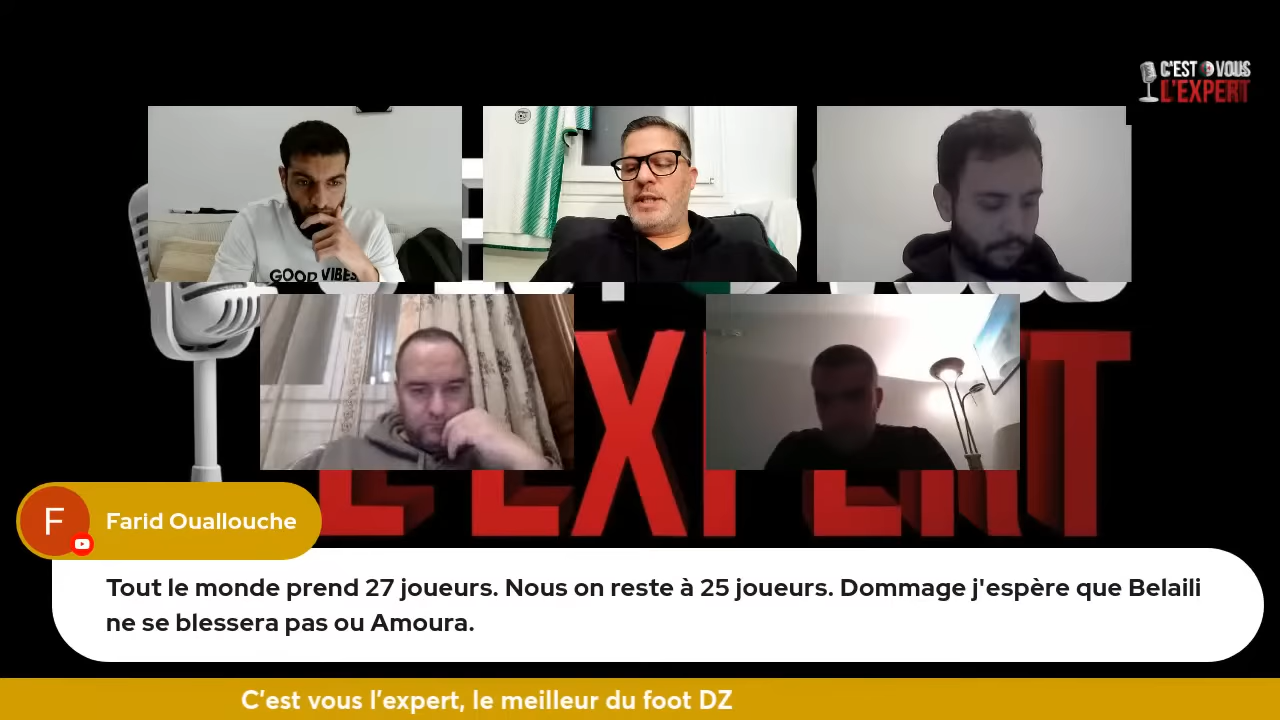 C'EST VOUS
L'EXPERT
GOOD VIBES
L'EXPERT
F
Farid Ouallouche
Tout le monde prend 27 joueurs. Nous on reste à 25 joueurs. Dommage j'espère que Belaili
ne se blessera pas ou Amoura.
C'est vous l'expert, le meilleur du foot DZ